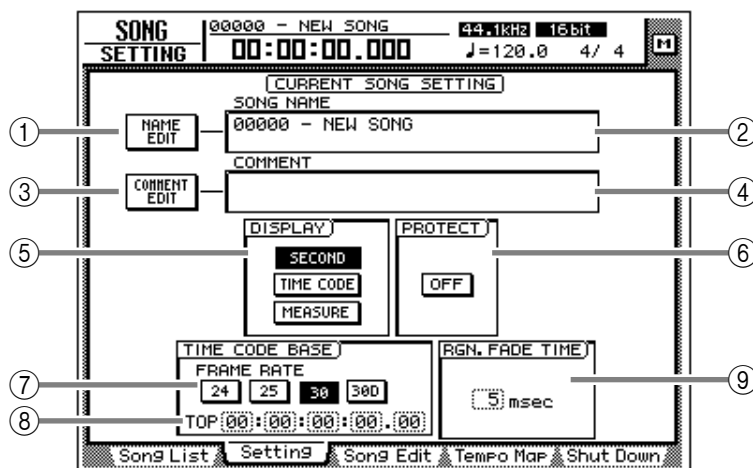 SONG
SETTING
00000 - NEW SONG
00:00:00.000
44.1kHz 16bit
♩=120.0 4/ 4
M
CURRENT SONG SETTING
SONG NAME
① NAME EDIT 00000 - NEW SONG ②
COMMENT
③ COMMENT EDIT ④
DISPLAY PROTECT
⑤ SECOND ⑥
TIME CODE OFF
MEASURE
TIME CODE BASE RGN. FADE TIME
FRAME RATE
⑦ 24 25 30 30D ⑨
5 msec
⑧ TOP 00:00:00:00.00
Song List Setting Song Edit Tempo Map Shut Down